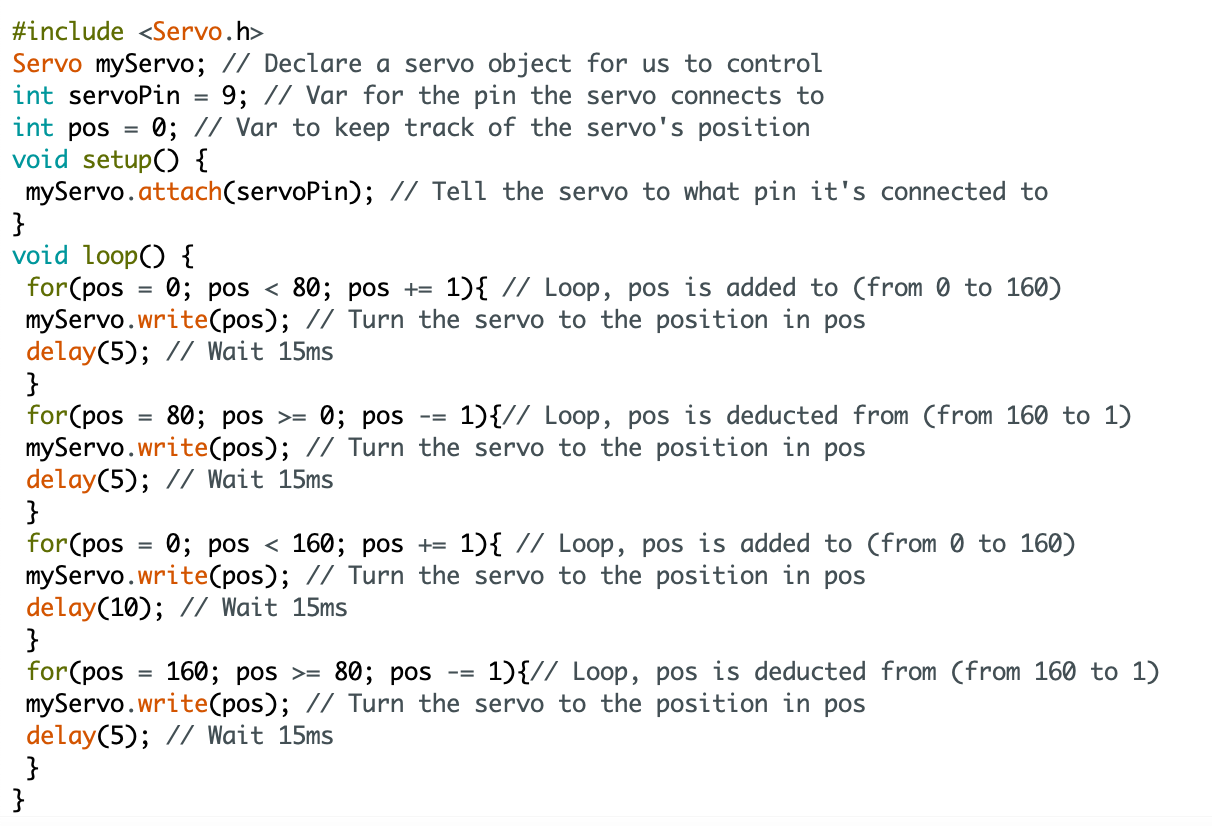 #include <Servo.h>
Servo myServo; // Declare a servo object for us to control
int servoPin = 9; // Var for the pin the servo connects to
int pos = 0; // Var to keep track of the servo's position
void setup() {
 myServo.attach(servoPin); // Tell the servo to what pin it's connected to
}
void loop() {
 for(pos = 0; pos < 80; pos += 1){ // Loop, pos is added to (from 0 to 160)
 myServo.write(pos); // Turn the servo to the position in pos
 delay(5); // Wait 15ms
 }
 for(pos = 80; pos >= 0; pos -= 1){// Loop, pos is deducted from (from 160 to 1)
 myServo.write(pos); // Turn the servo to the position in pos
 delay(5); // Wait 15ms
 }
 for(pos = 0; pos < 160; pos += 1){ // Loop, pos is added to (from 0 to 160)
 myServo.write(pos); // Turn the servo to the position in pos
 delay(10); // Wait 15ms
 }
 for(pos = 160; pos >= 80; pos -= 1){// Loop, pos is deducted from (from 160 to 1)
 myServo.write(pos); // Turn the servo to the position in pos
 delay(5); // Wait 15ms
 }
}